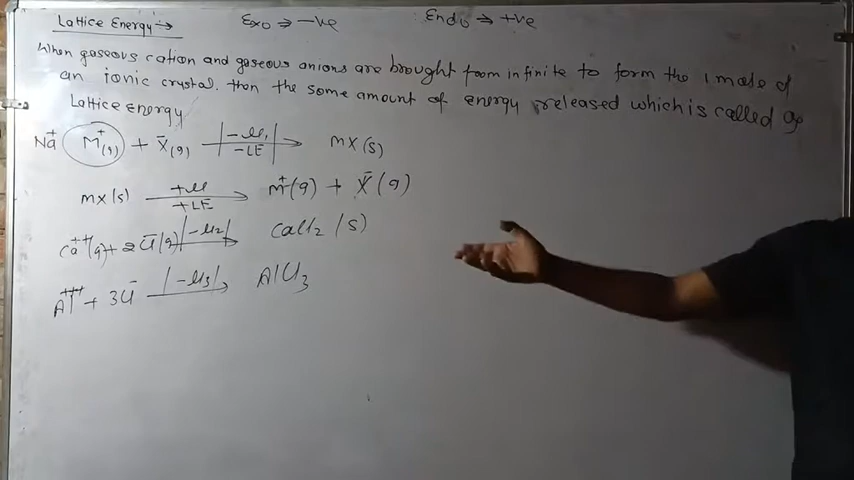 Lattice Energy → Exo ⇒ -ve Endo ⇒ +ve
When gaseous cation and gaseous anions are brought from infinite to form the 1 mole of
an ionic crystal. then the some amount of energy released which is called as
Lattice Energy
Na⁺ M⁺(g) + X⁻(g) |-U₁| / -LE → MX(s)
MX(s) +U / +LE → M⁺(g) + X⁻(g)
Ca⁺⁺(g) + 2Cl⁻(g) |-U₂| → CaCl₂ (s)
Al⁺⁺⁺ + 3Cl⁻ |-U₃| → AlCl₃